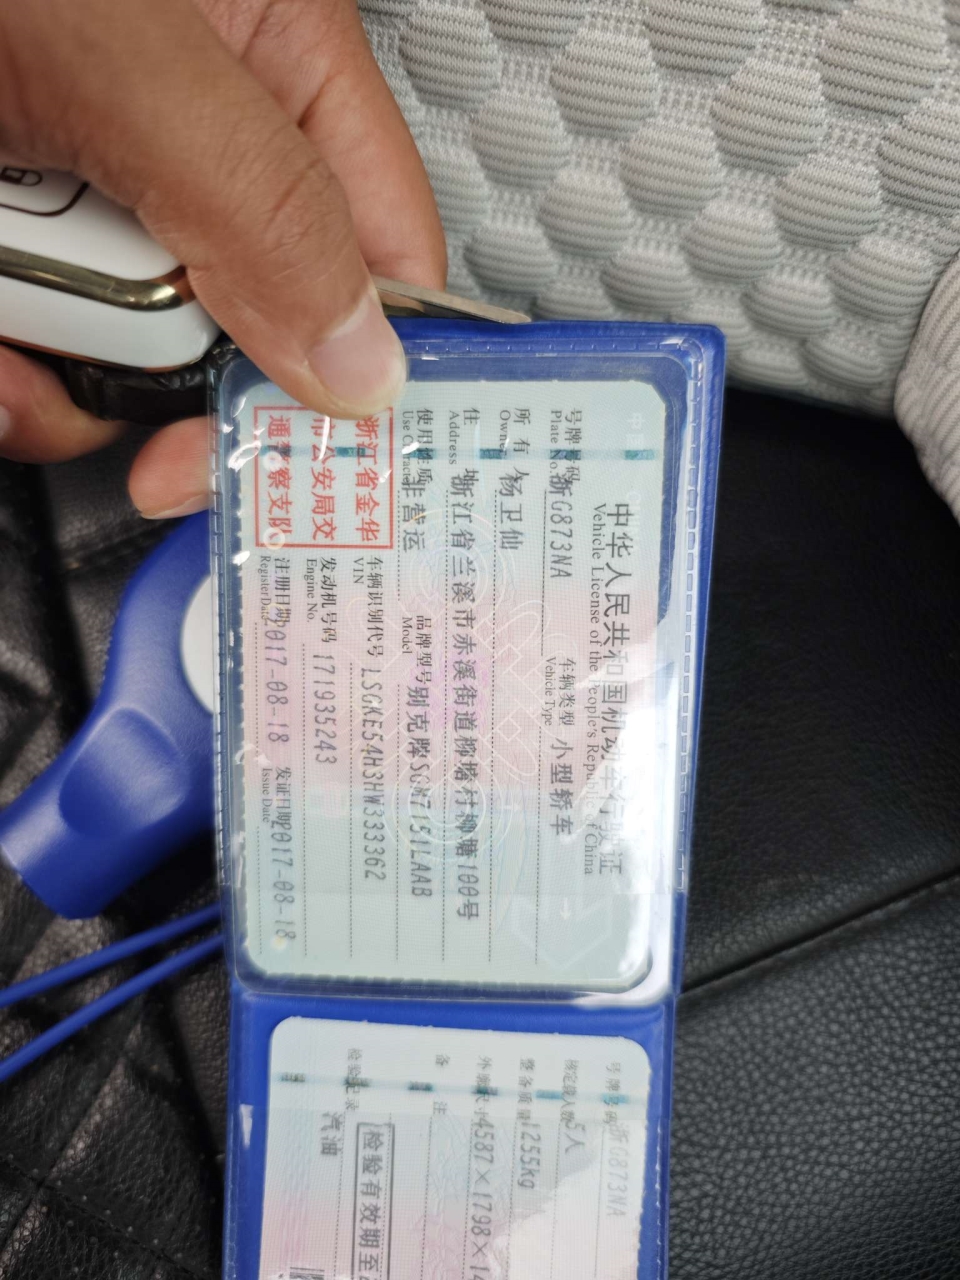 中华人民共和国机动车行驶证
Vehicle License of the People's Republic of China
号牌号码 浙G873NA 车辆类型 小型轿车
Plate No. Vehicle Type
所有人 杨卫仙
Owner
住址 浙江省兰溪市赤溪街道柳塘村柳塘100号
Address
使用性质 非营运 品牌型号 别克牌SGM7151LAAB
Use Character Model
浙江省金华
市公安局交
通警察支队
车辆识别代号 LSGKE54H3HW333362
VIN
发动机号码 171935243
Engine No.
注册日期 2017-08-18 发证日期 2017-08-18
Register Date Issue Date
号牌号码 浙G873NA
核定载人数 5人
整备质量 1255kg
外廓尺寸 4587×1798×14
备注
检验有效期至
检验记录 汽油